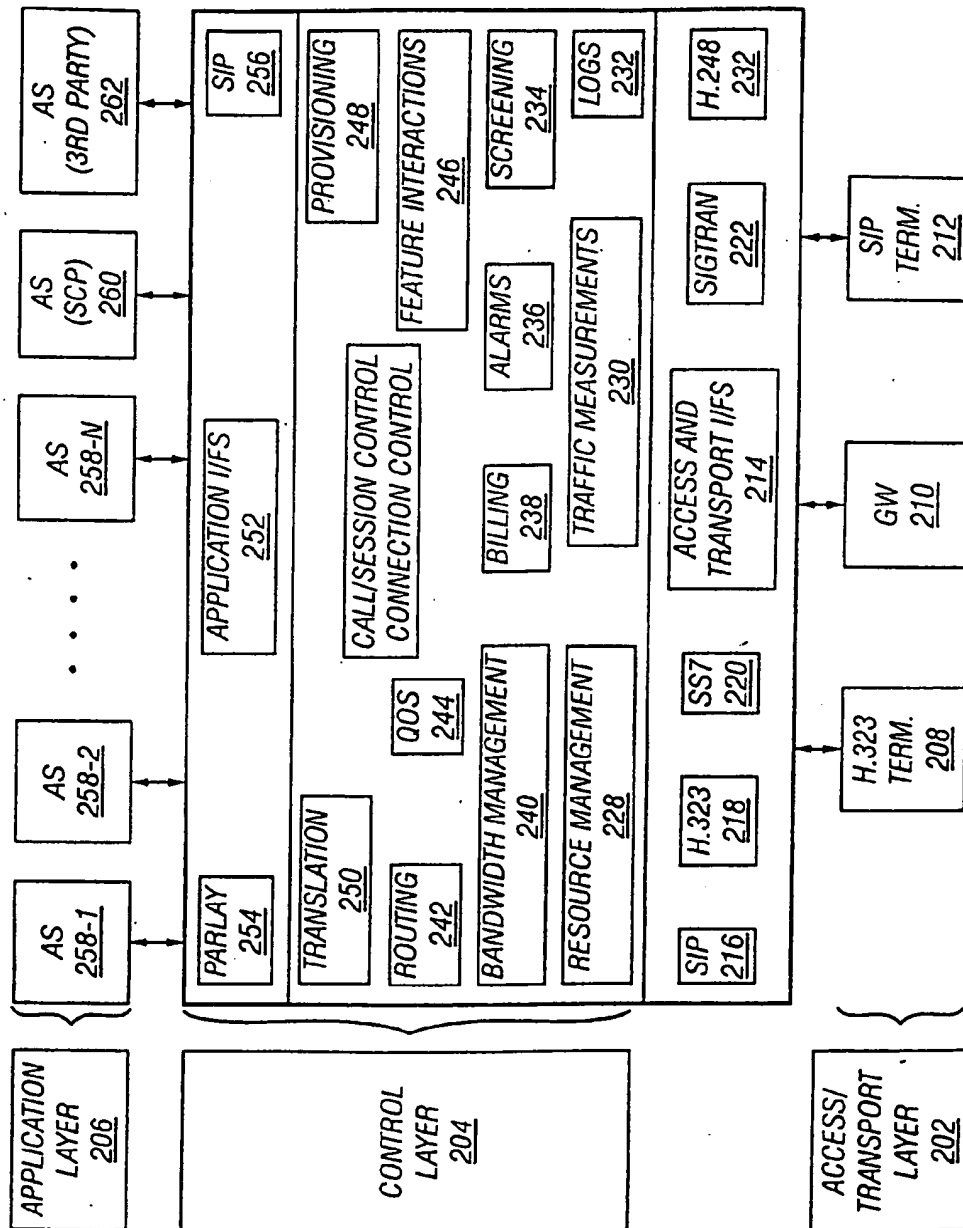 APPLICATION
LAYER
206
AS
258-1
AS
258-2
AS
258-N
AS
(SCP)
260
AS
(3RD PARTY)
262
CONTROL
LAYER
204
PARLAY
254
APPLICATION I/FS
252
SIP
256
TRANSLATION
250
CALL/SESSION CONTROL
CONNECTION CONTROL
PROVISIONING
248
ROUTING
242
QOS
244
FEATURE INTERACTIONS
246
BANDWIDTH MANAGEMENT
240
BILLING
238
ALARMS
236
SCREENING
234
RESOURCE MANAGEMENT
228
TRAFFIC MEASUREMENTS
230
LOGS
232
SIP
216
H.323
218
SS7
220
ACCESS AND
TRANSPORT I/FS
214
SIGTRAN
222
H.248
232
ACCESS/
TRANSPORT
LAYER
202
H.323
TERM.
208
GW
210
SIP
TERM.
212